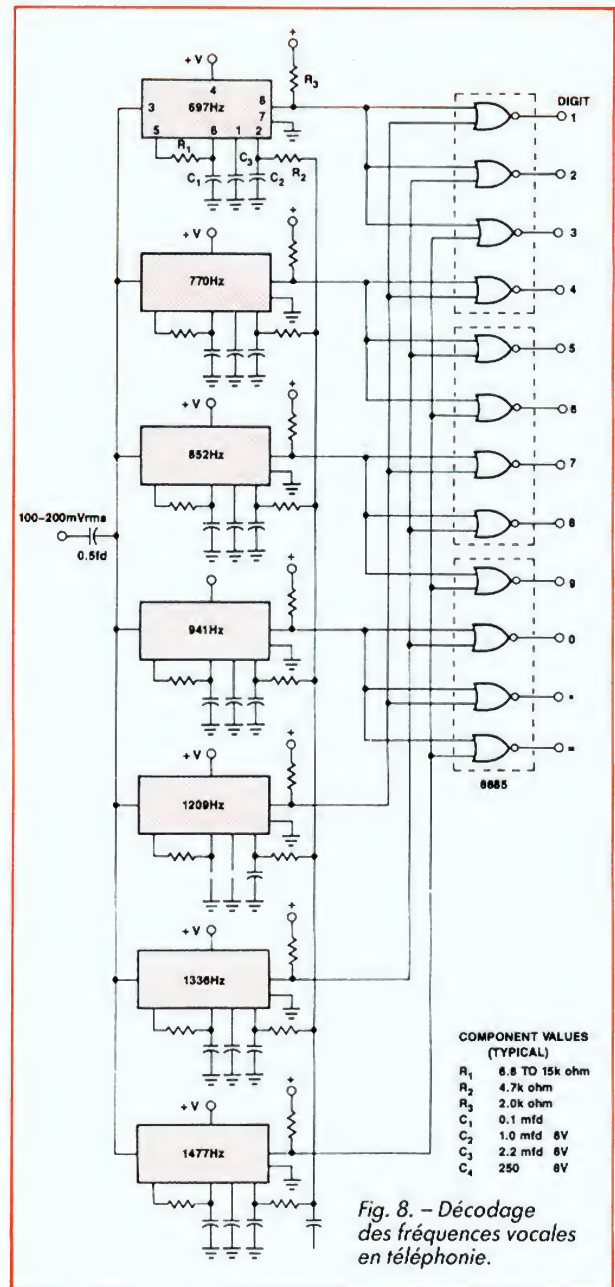 +
+V
R3
4
3 697Hz 8
7
5 6 1 2
R1
C1
C3
C2
R2
DIGIT
1
2
3
4
5
6
7
8
9
0
*
=
6685
+
+V
770Hz
+
+V
852Hz
100–200mVrms
0.5fd
+
941Hz
+
+V
1209Hz
+
+V
1336Hz
+
+V
1477Hz
COMPONENT VALUES
(TYPICAL)
R1 6.8 TO 15k ohm
R2 4.7k ohm
R3 2.0k ohm
C1 0.1 mfd
C2 1.0 mfd 6V
C3 2.2 mfd 6V
C4 250 6V
Fig. 8. – Décodage
des fréquences vocales
en téléphonie.